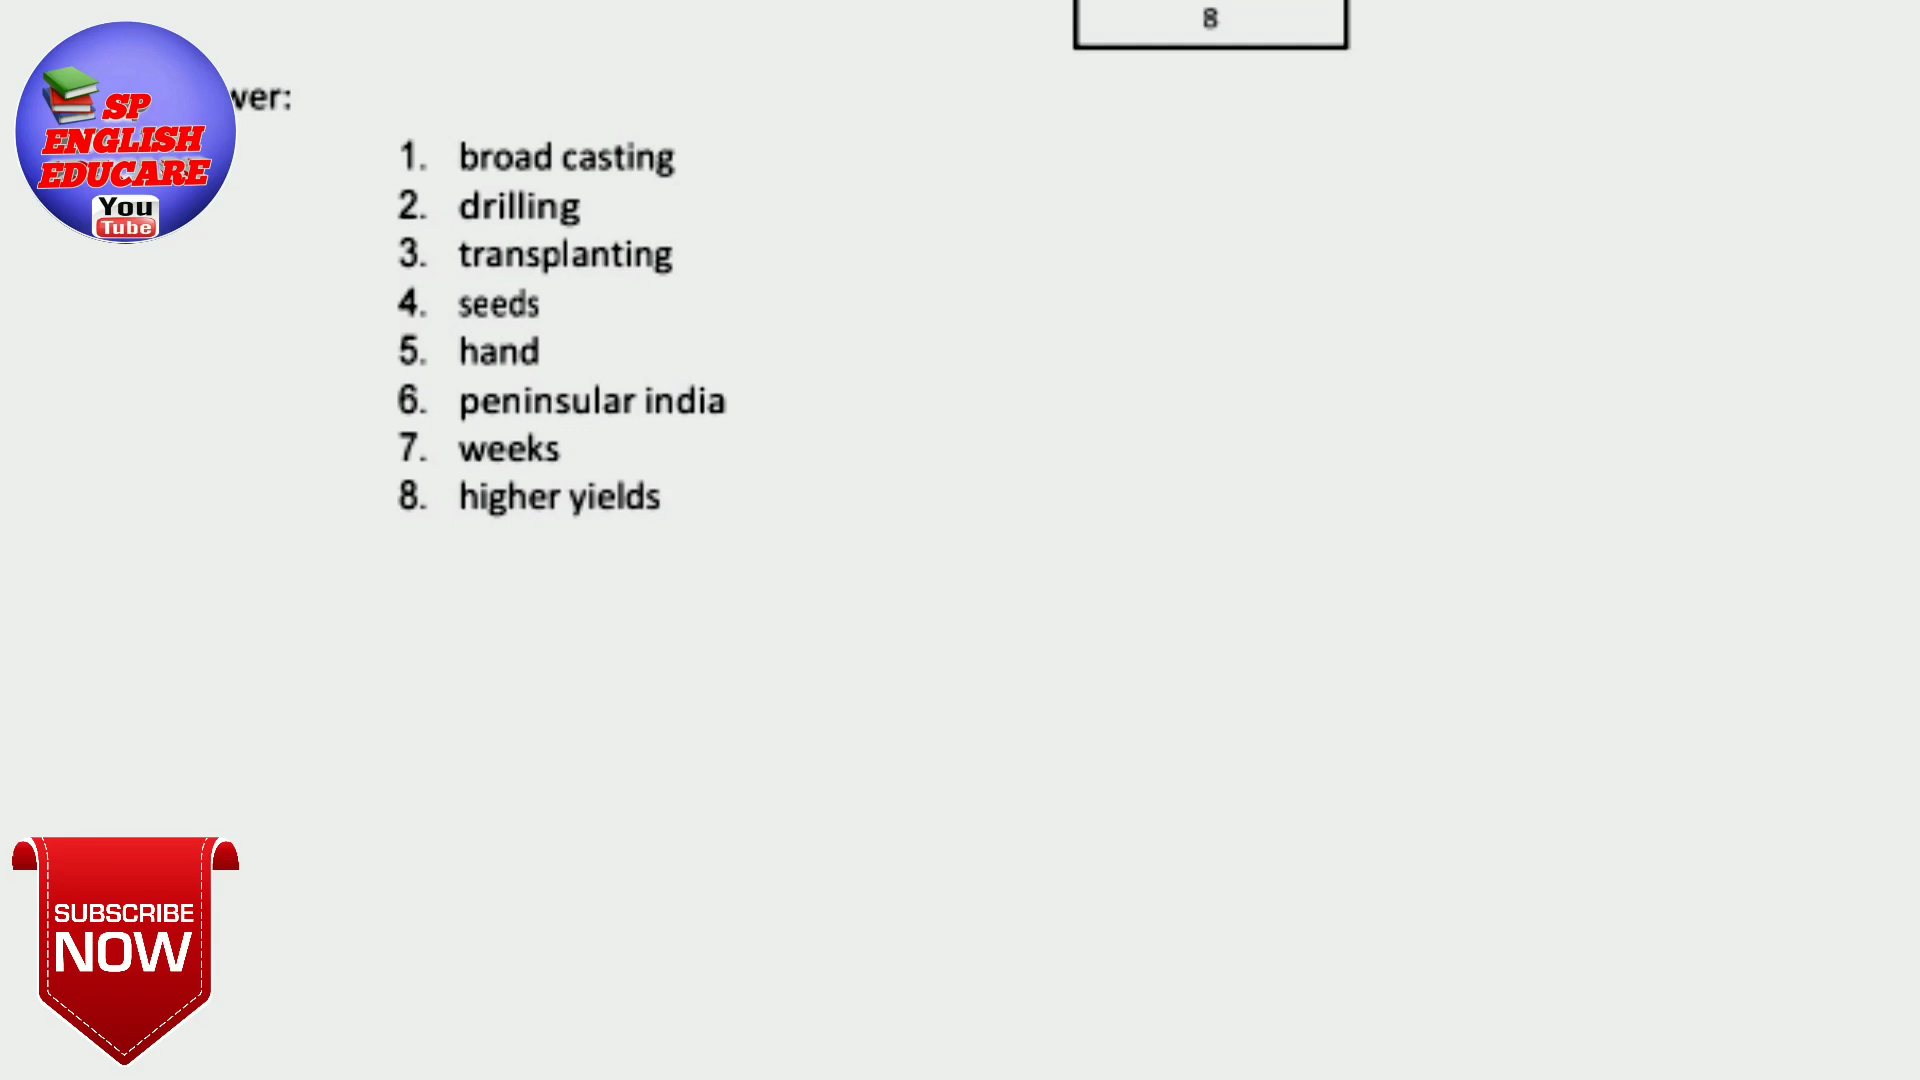 8
wer:
SP
ENGLISH
EDUCARE
You
Tube
1. broad casting
2. drilling
3. transplanting
4. seeds
5. hand
6. peninsular india
7. weeks
8. higher yields
SUBSCRIBE
NOW